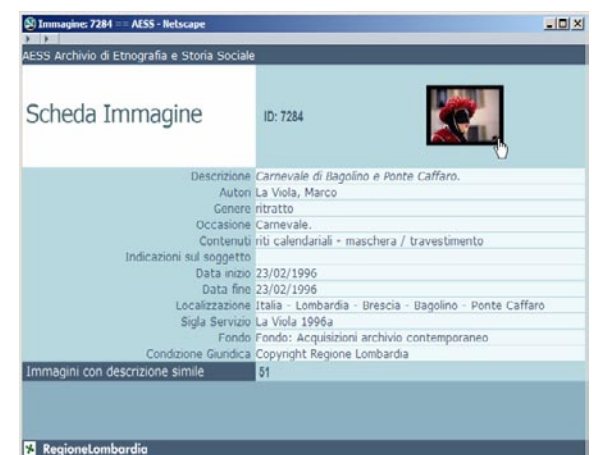 Immagine: 7284 == AESS - Netscape
AESS Archivio di Etnografia e Storia Sociale
Scheda Immagine
ID: 7284
Descrizione Carnevale di Bagolino e Ponte Caffaro.
Autori La Viola, Marco
Genere ritratto
Occasione Carnevale.
Contenuti riti calendariali - maschera / travestimento
Indicazioni sul soggetto
Data inizio 23/02/1996
Data fine 23/02/1996
Localizzazione Italia - Lombardia - Brescia - Bagolino - Ponte Caffaro
Sigla Servizio La Viola 1996a
Fondo Fondo: Acquisizioni archivio contemporaneo
Condizione Giuridica Copyright Regione Lombardia
Immagini con descrizione simile 51
RegioneLombardia